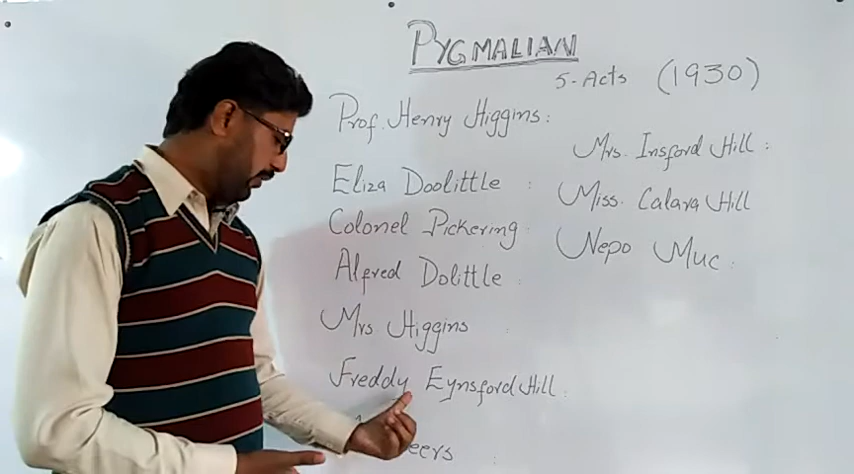 PYGMALIAN
5-Acts (1930)
Prof. Henry Higgins:
Eliza Doolittle :
Colonel Pickering
Alfred Dolittle :
Mrs Higgins :
Freddy Eynsford Hill :
Mrs. Insford Hill :
Miss. Calara Hill
Nepo Muc :